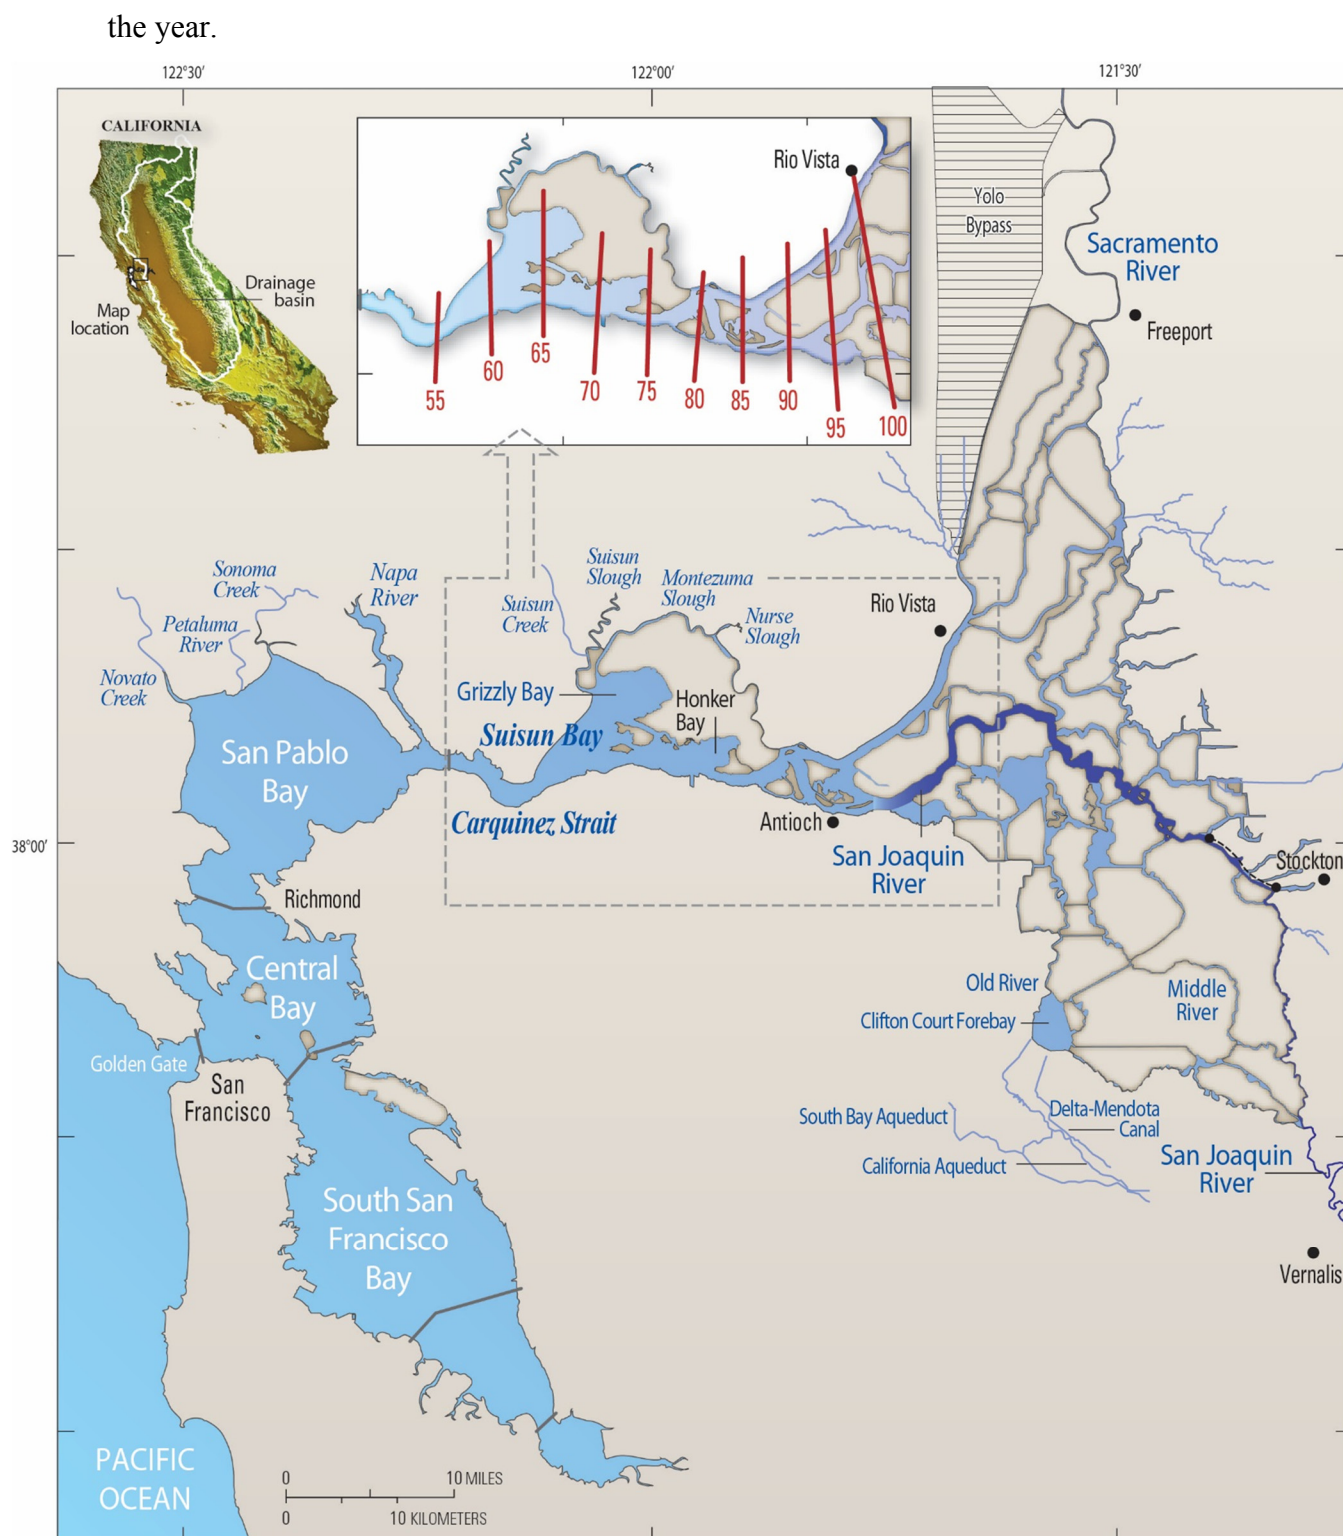 the year.
122°30'
122°00'
121°30'
CALIFORNIA
Drainage
basin
Map
location
Rio Vista
55
60
65
70
75
80
85
90
95
100
Yolo
Bypass
Sacramento
River
Freeport
Sonoma
Creek
Napa
River
Petaluma
River
Novato
Creek
Suisun
Slough
Suisun
Creek
Montezuma
Slough
Nurse
Slough
Rio Vista
Grizzly Bay
Honker
Bay
Suisun Bay
San Pablo
Bay
Carquinez Strait
Antioch
San Joaquin
River
38°00'
Stockton
Richmond
Central
Bay
Old River
Clifton Court Forebay
Middle
River
Golden Gate
San
Francisco
South Bay Aqueduct
Delta-Mendota
Canal
California Aqueduct
San Joaquin
River
South San
Francisco
Bay
Vernalis
PACIFIC
OCEAN
0
10 MILES
0
10 KILOMETERS